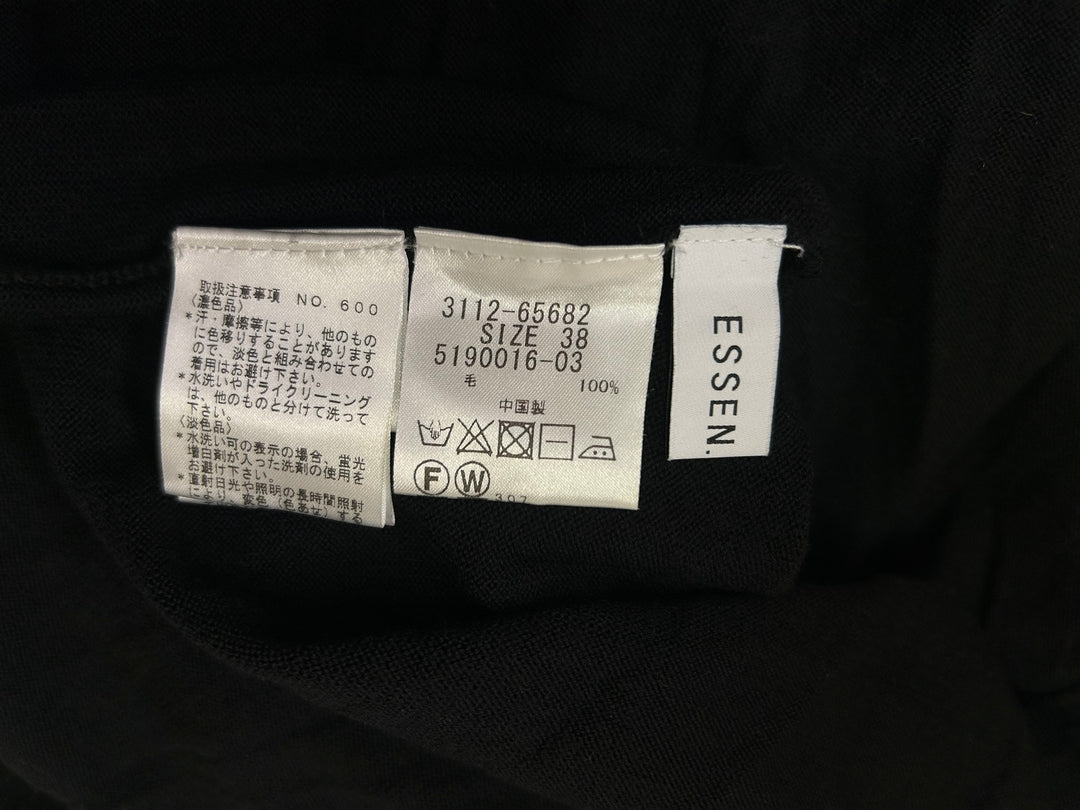 取扱注意事項 NO. 600
〈濃色品〉
*汗・摩擦等により、他のもの
に色移りすることがあります
ので、淡色と組み合わせての
着用はお避け下さい。
*水洗いやドライクリーニング
は、他のものと分けて洗って
下さい。
〈淡色品〉
*水洗い可の表示の場合、蛍光
増白剤が入った洗剤の使用を
お避け下さい。
*直射日光や照明の長時間照射
により、変色(色あせ)する
3112-65682
SIZE 38
5190016-03
毛 100%
中国製
F W
307
ESSEN.